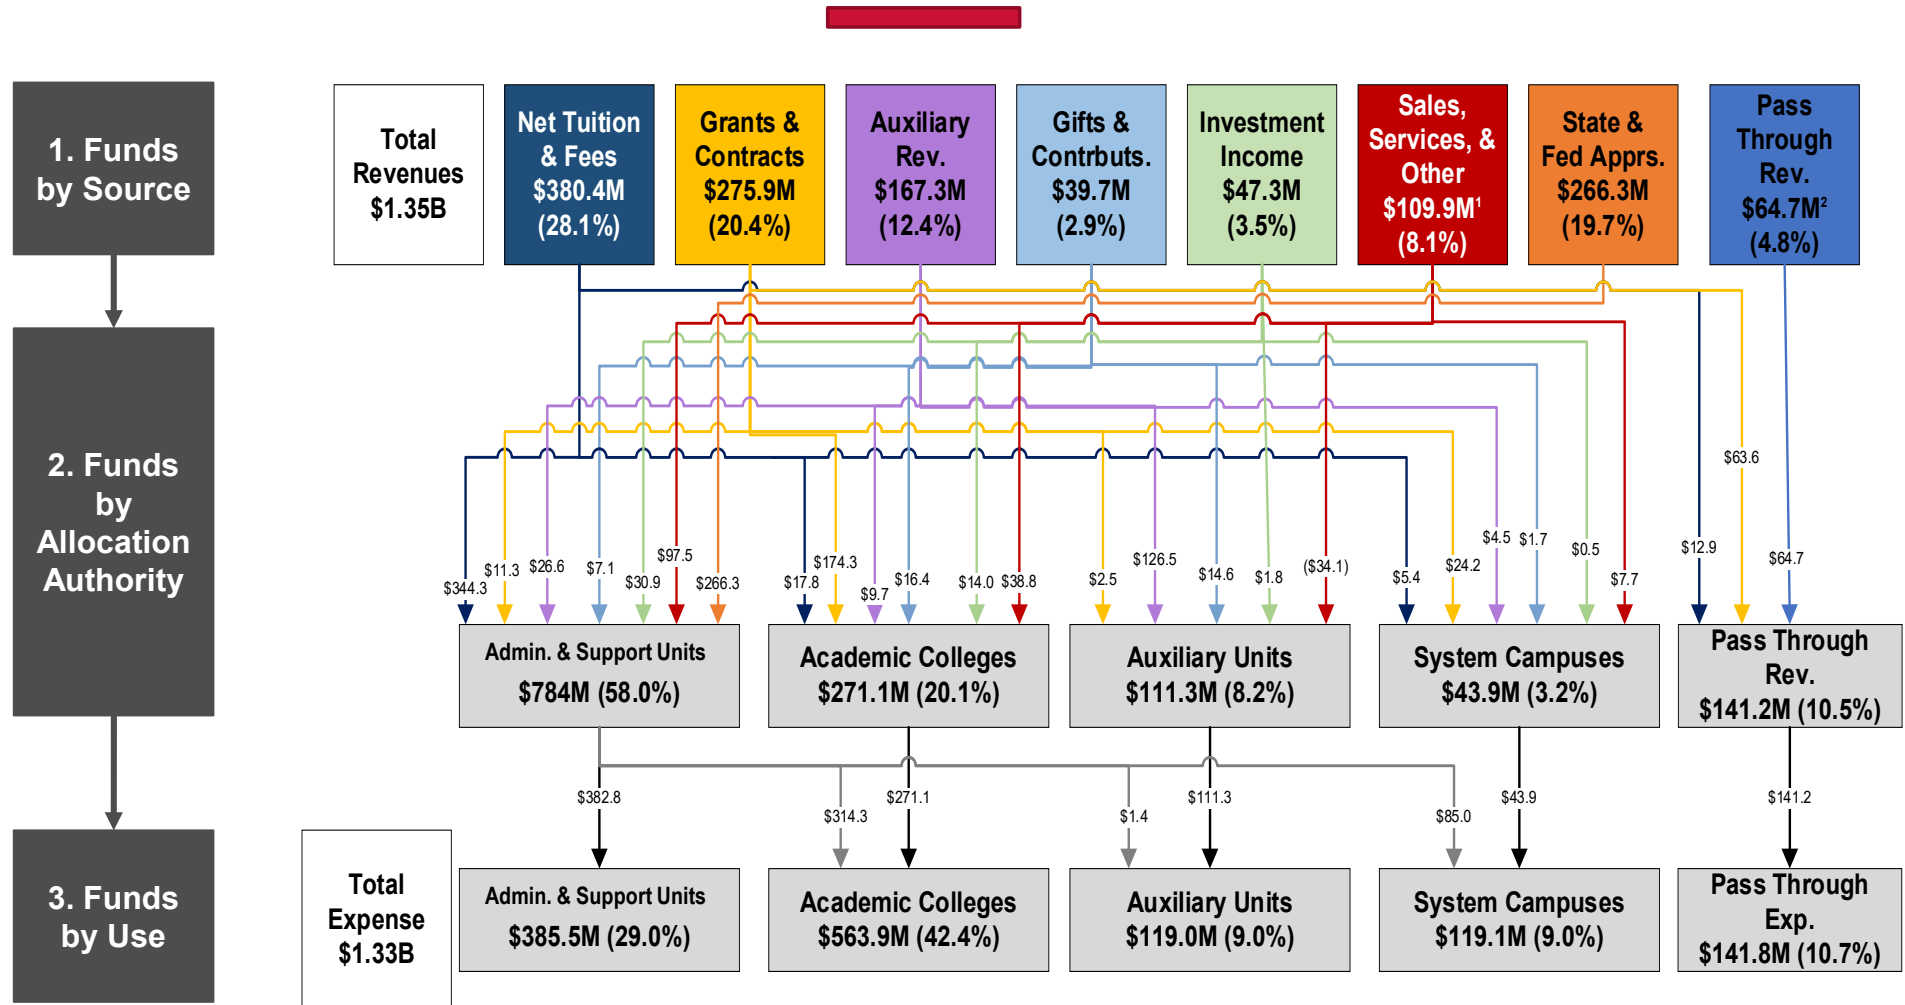 1. Funds
by Source
Total
Revenues
$1.35B
Net Tuition
& Fees
$380.4M
(28.1%)
Grants &
Contracts
$275.9M
(20.4%)
Auxiliary
Rev.
$167.3M
(12.4%)
Gifts &
Contrbuts.
$39.7M
(2.9%)
Investment
Income
$47.3M
(3.5%)
Sales,
Services, &
Other
$109.9M¹
(8.1%)
State &
Fed Apprs.
$266.3M
(19.7%)
Pass
Through
Rev.
$64.7M²
(4.8%)
2. Funds
by
Allocation
Authority
$344.3
$11.3
$26.6
$7.1
$30.9
$97.5
$266.3
$17.8
$174.3
$9.7
$16.4
$14.0
$38.8
$2.5
$126.5
$14.6
$1.8
($34.1)
$5.4
$24.2
$4.5
$1.7
$0.5
$7.7
$12.9
$63.6
$64.7
Admin. & Support Units
$784M (58.0%)
Academic Colleges
$271.1M (20.1%)
Auxiliary Units
$111.3M (8.2%)
System Campuses
$43.9M (3.2%)
Pass Through
Rev.
$141.2M (10.5%)
$382.8
$314.3
$271.1
$1.4
$111.3
$85.0
$43.9
$141.2
3. Funds
by Use
Total
Expense
$1.33B
Admin. & Support Units
$385.5M (29.0%)
Academic Colleges
$563.9M (42.4%)
Auxiliary Units
$119.0M (9.0%)
System Campuses
$119.1M (9.0%)
Pass Through
Exp.
$141.8M (10.7%)